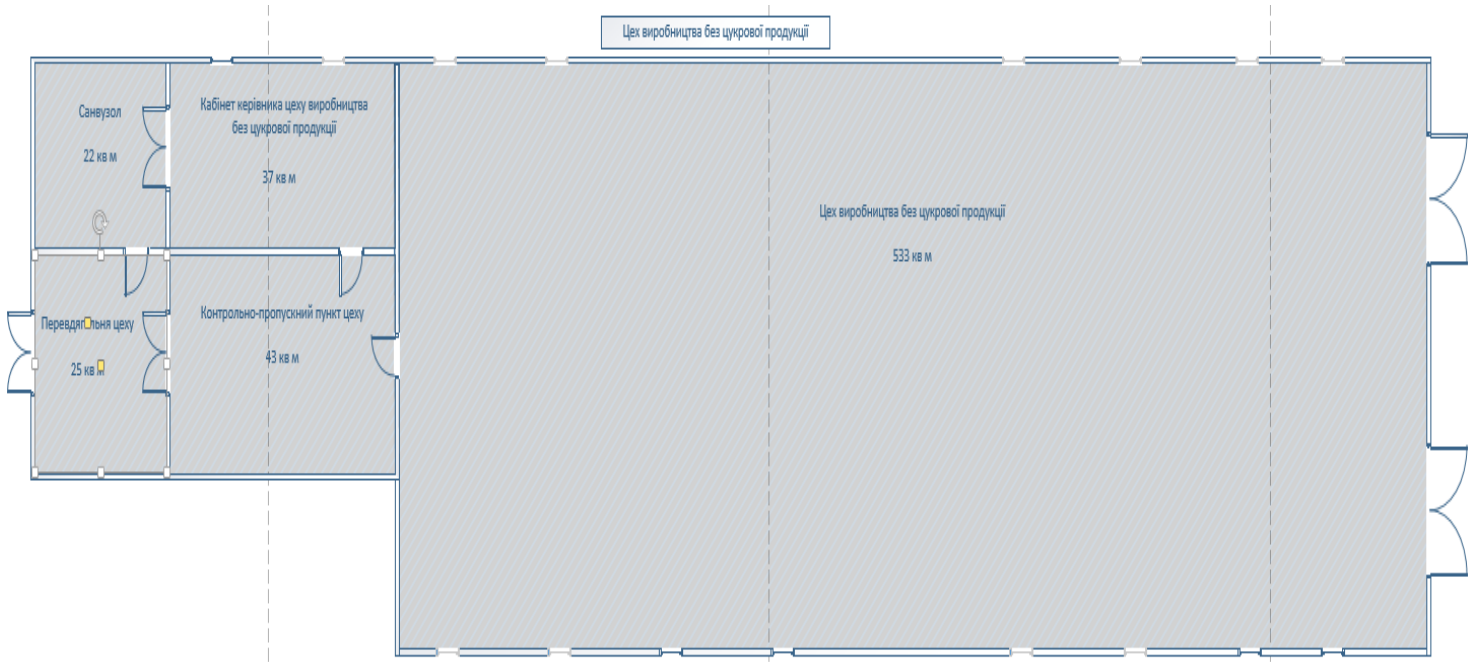 Цех виробництва без цукрової продукції
Санвузол
22 кв м
Кабінет керівника цеху виробництва
без цукрової продукції
37 кв м
Цех виробництва без цукрової продукції
533 кв м
Перевдягальня цеху
25 кв м
Контрольно-пропускний пункт цеху
43 кв м